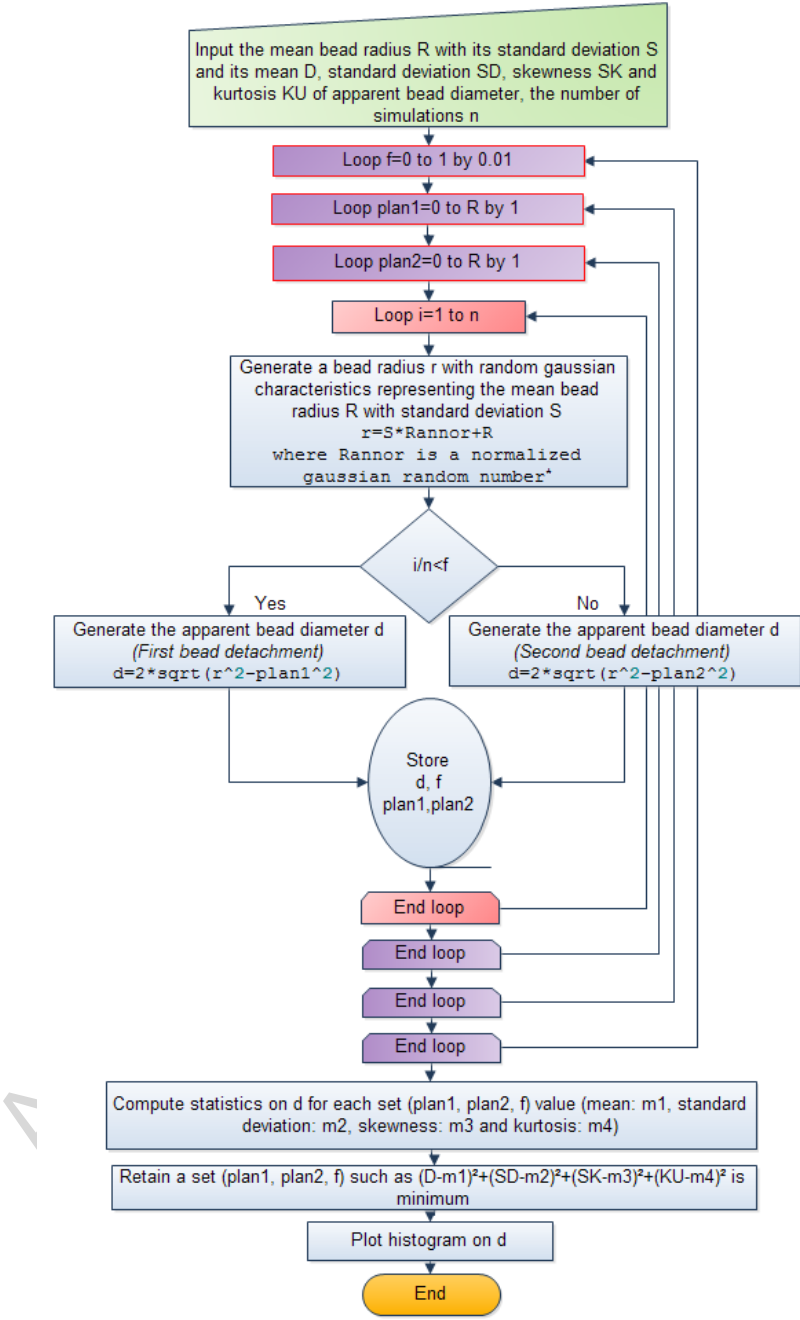 Input the mean bead radius R with its standard deviation S
and its mean D, standard deviation SD, skewness SK and
kurtosis KU of apparent bead diameter, the number of
simulations n
Loop f=0 to 1 by 0.01
Loop plan1=0 to R by 1
Loop plan2=0 to R by 1
Loop i=1 to n
Generate a bead radius r with random gaussian
characteristics representing the mean bead
radius R with standard deviation S
r=S*Rannor+R
where Rannor is a normalized
gaussian random number*
i/n<f
Yes
No
Generate the apparent bead diameter d
(First bead detachment)
d=2*sqrt(r^2-plan1^2)
Generate the apparent bead diameter d
(Second bead detachment)
d=2*sqrt(r^2-plan2^2)
Store
d, f
plan1,plan2
End loop
End loop
End loop
End loop
Compute statistics on d for each set (plan1, plan2, f) value (mean: m1, standard
deviation: m2, skewness: m3 and kurtosis: m4)
Retain a set (plan1, plan2, f) such as (D-m1)²+(SD-m2)²+(SK-m3)²+(KU-m4)² is
minimum
Plot histogram on d
End